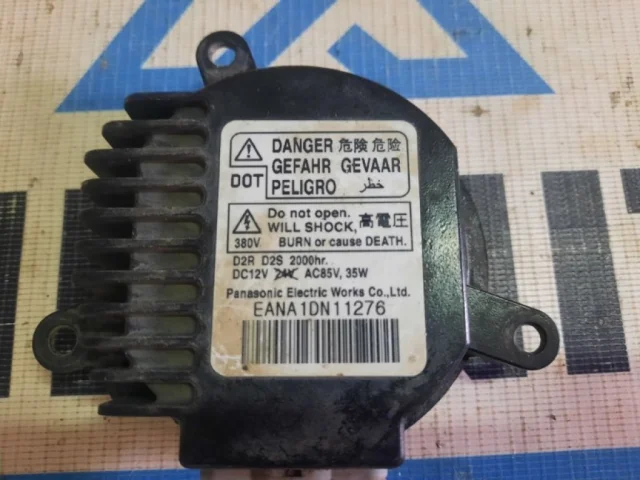 DANGER 危険 危险
DOT GEFAHR GEVAAR
PELIGRO خطر
Do not open.
WILL SHOCK, 高電圧
380V BURN or cause DEATH.
D2R D2S 2000hr.
DC12V 24V AC85V, 35W
Panasonic Electric Works Co.,Ltd.
EANA1DN11276